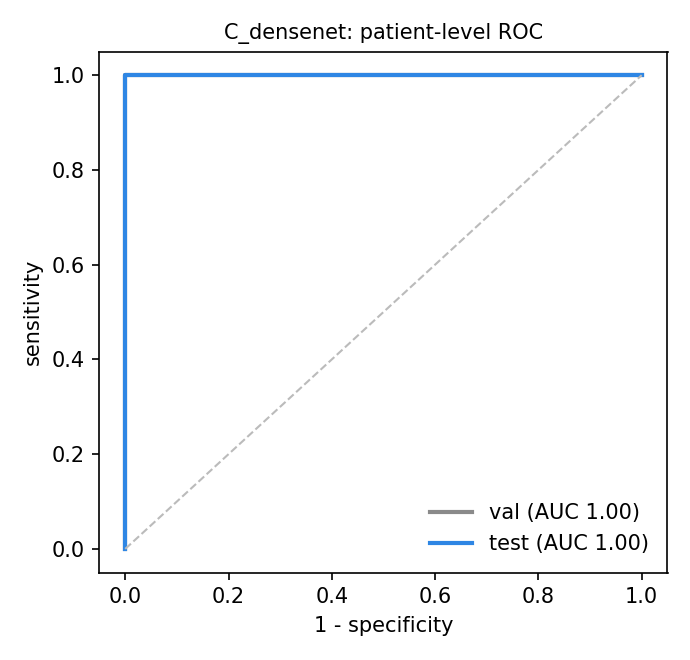 C_densenet: patient-level ROC
1.0
0.8
0.6
0.4
0.2
0.0
sensitivity
val (AUC 1.00)
test (AUC 1.00)
0.0 0.2 0.4 0.6 0.8 1.0
1 - specificity